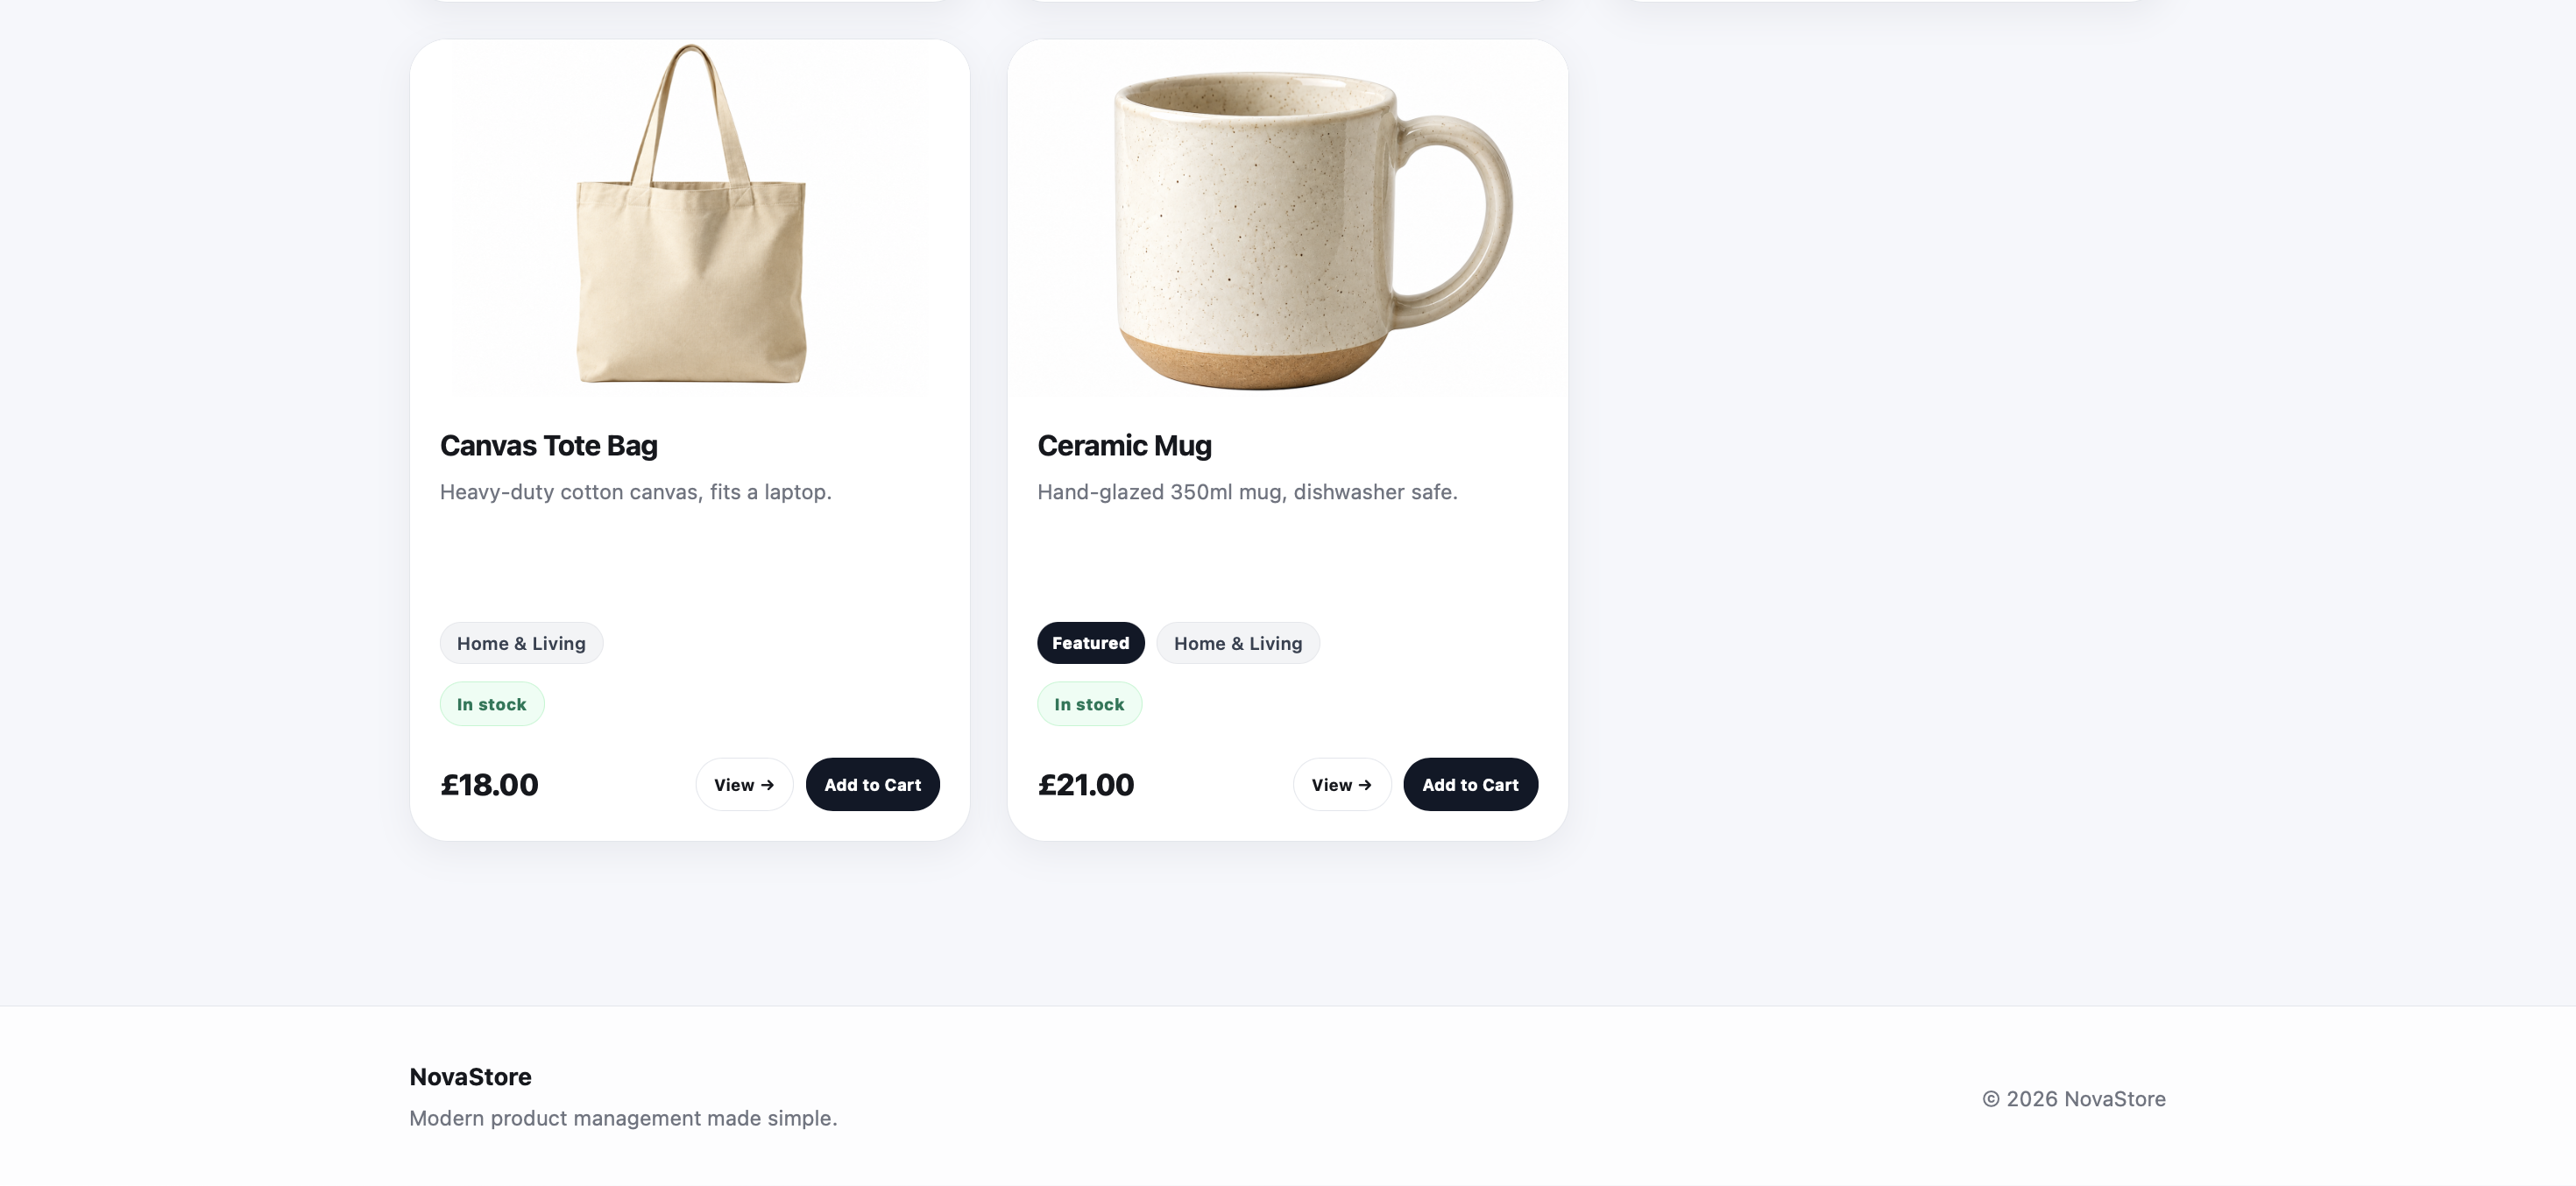 Canvas Tote Bag
Heavy-duty cotton canvas, fits a laptop.
Home & Living
In stock
£18.00
View →
Add to Cart
Ceramic Mug
Hand-glazed 350ml mug, dishwasher safe.
Featured
Home & Living
In stock
£21.00
View →
Add to Cart
NovaStore
Modern product management made simple.
© 2026 NovaStore